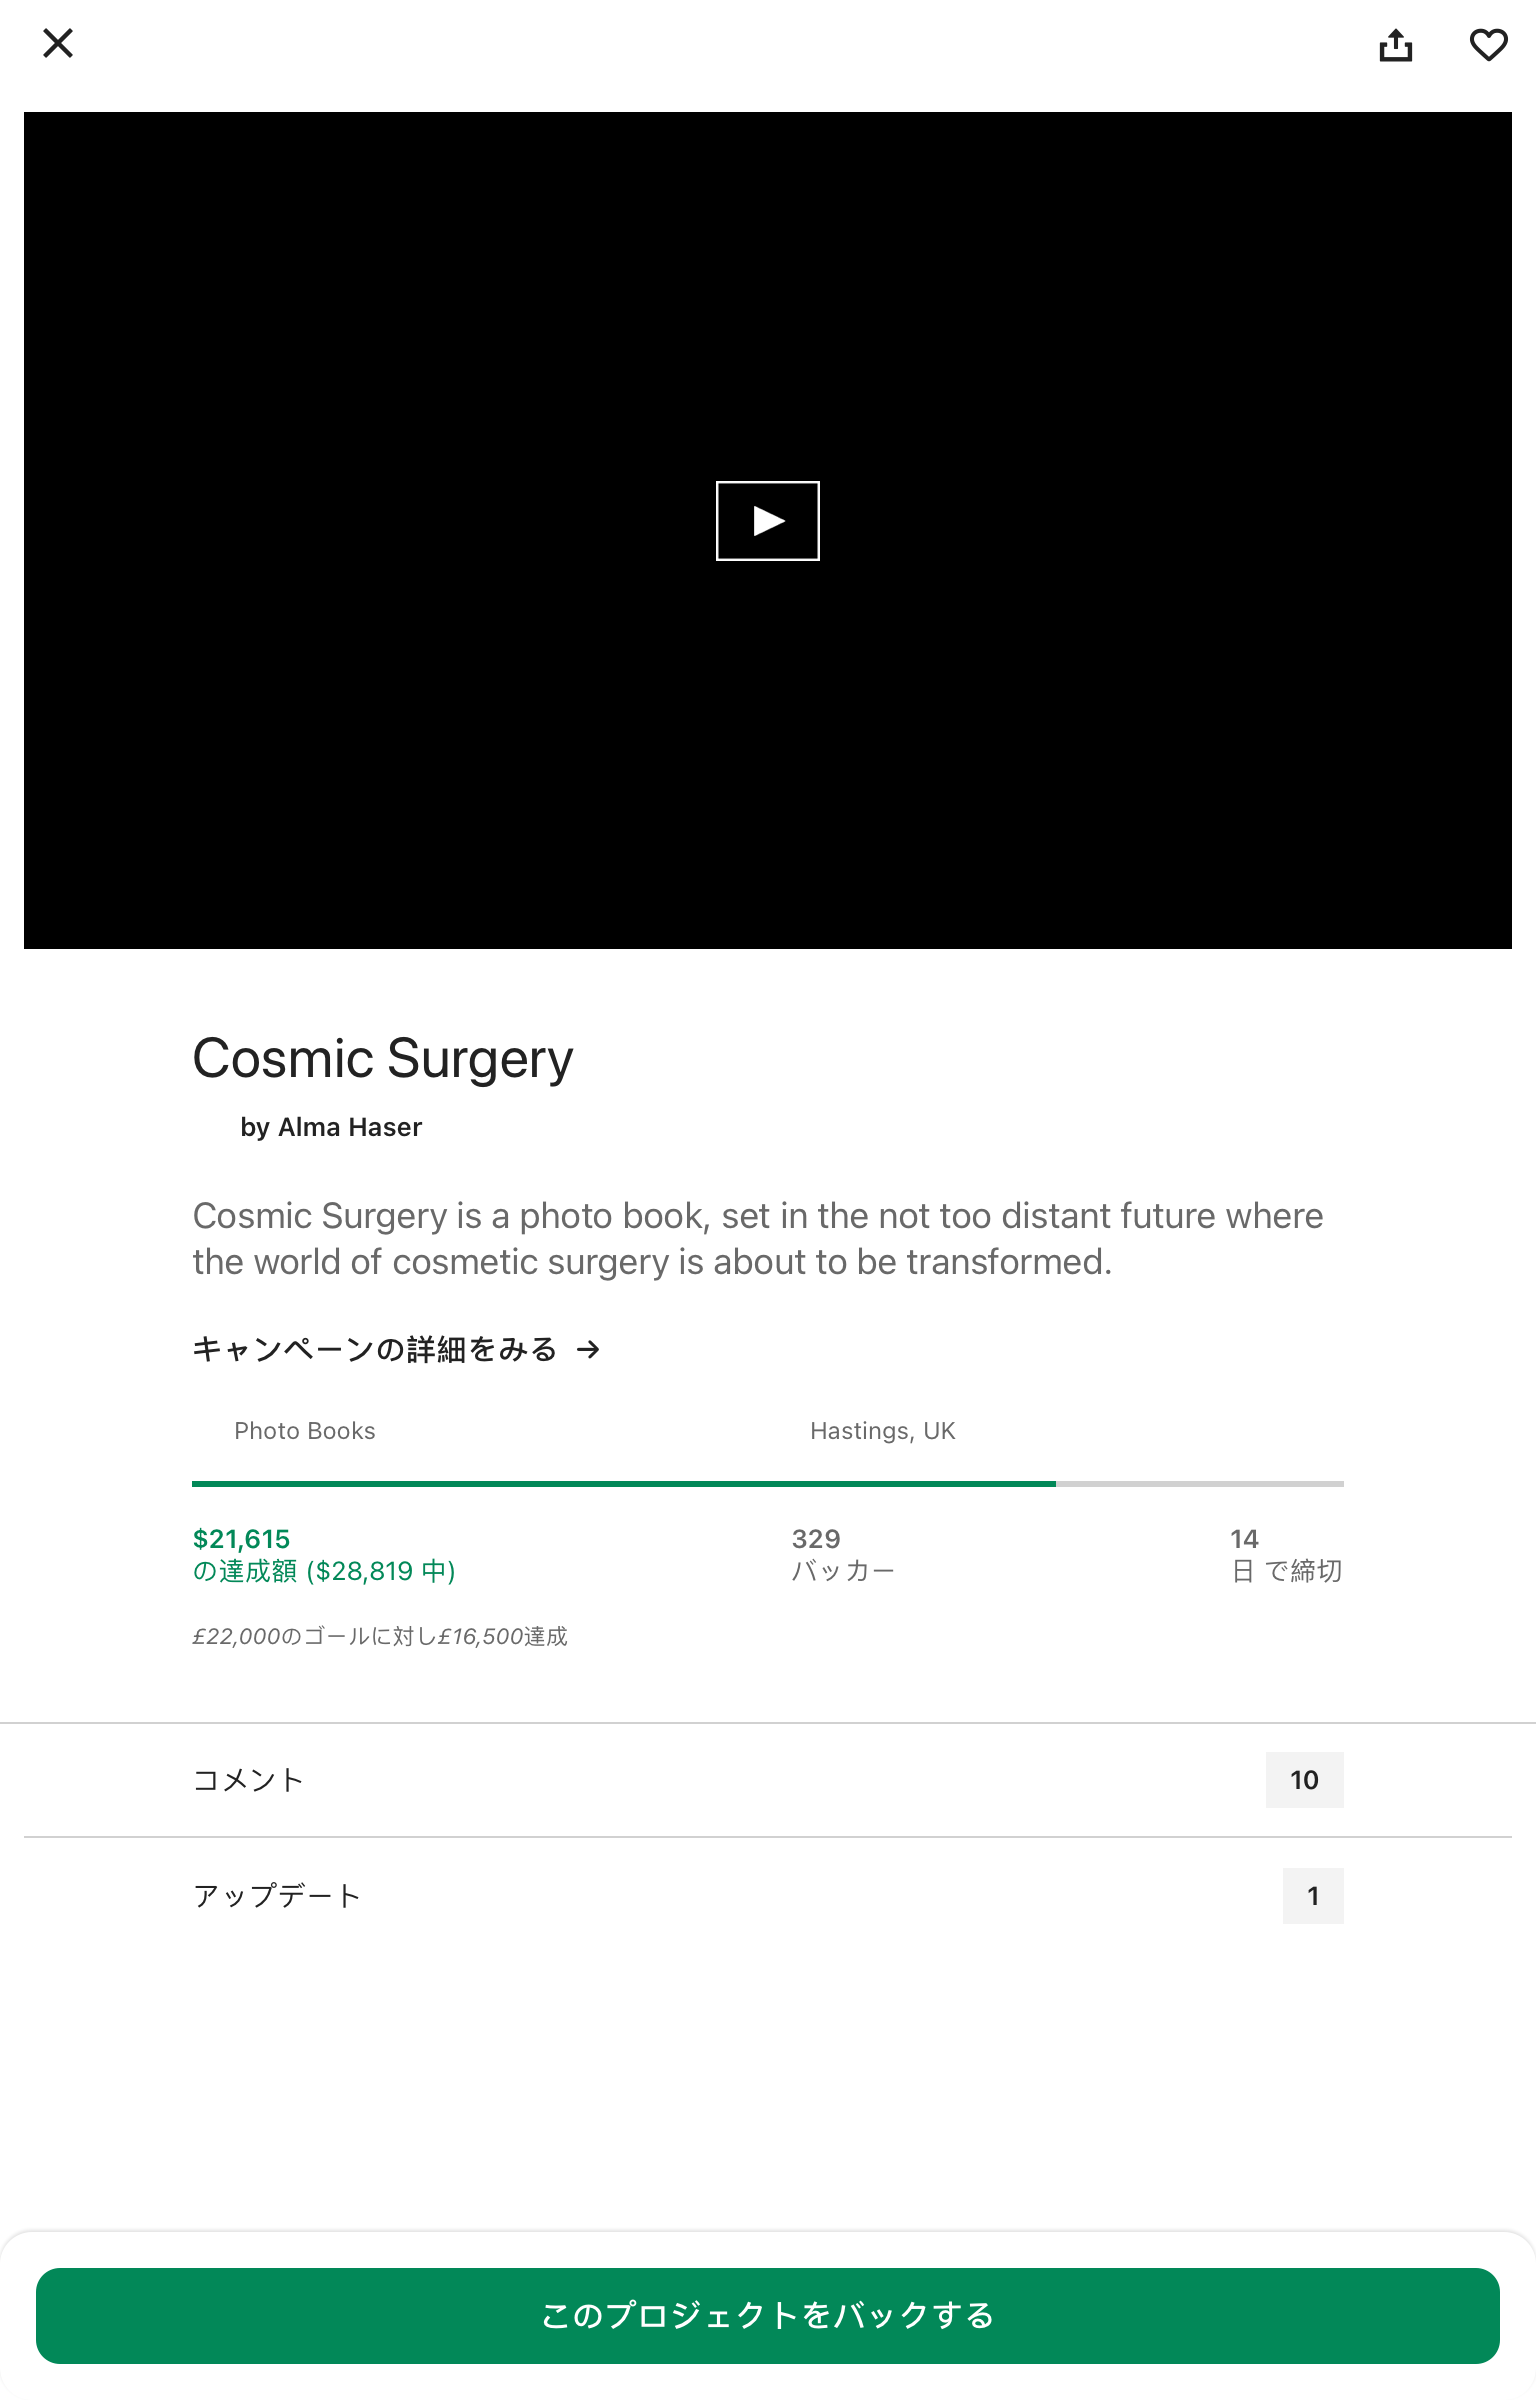 Cosmic Surgery
by Alma Haser
Cosmic Surgery is a photo book, set in the not too distant future where
the world of cosmetic surgery is about to be transformed.
キャンペーンの詳細をみる →
Photo Books
Hastings, UK
$21,615
の達成額 ($28,819 中)
329
バッカー
14
日 で締切
£22,000のゴールに対し£16,500達成
コメント
10
アップデート
1
このプロジェクトをバックする